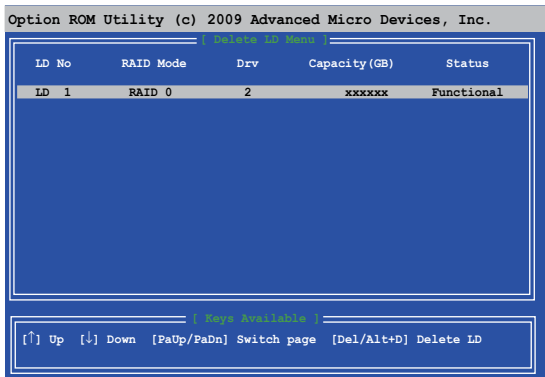 Option ROM Utility (c) 2009 Advanced Micro Devices, Inc.
[ Delete LD Menu ]
LD No RAID Mode Drv Capacity(GB) Status
LD 1 RAID 0 2 xxxxxx Functional
[ Keys Available ]
[↑] Up [↓] Down [PaUp/PaDn] Switch page [Del/Alt+D] Delete LD